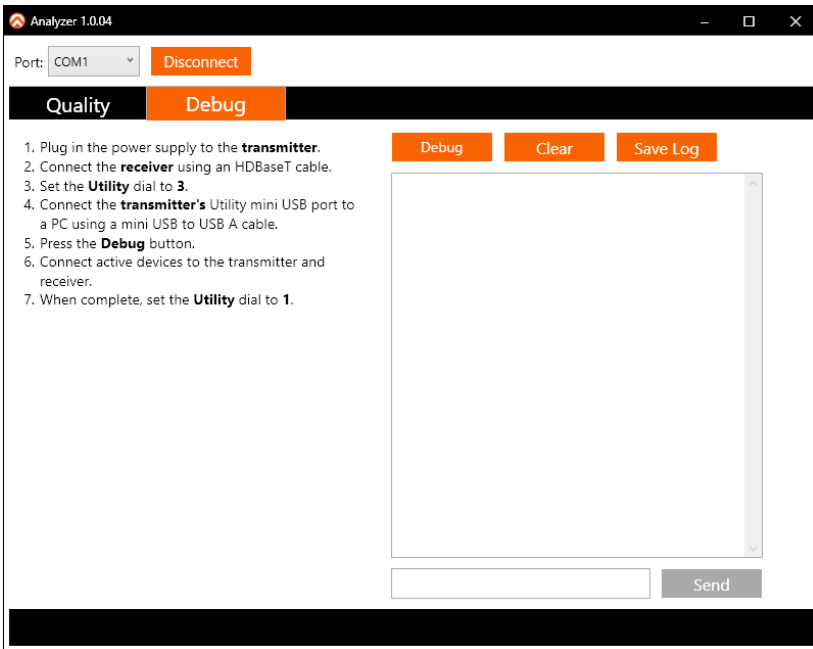 Analyzer 1.0.04
Port: COM1 Disconnect
Quality Debug
1. Plug in the power supply to the transmitter.
2. Connect the receiver using an HDBaseT cable.
3. Set the Utility dial to 3.
4. Connect the transmitter's Utility mini USB port to
a PC using a mini USB to USB A cable.
5. Press the Debug button.
6. Connect active devices to the transmitter and
receiver.
7. When complete, set the Utility dial to 1.
Debug Clear Save Log
Send